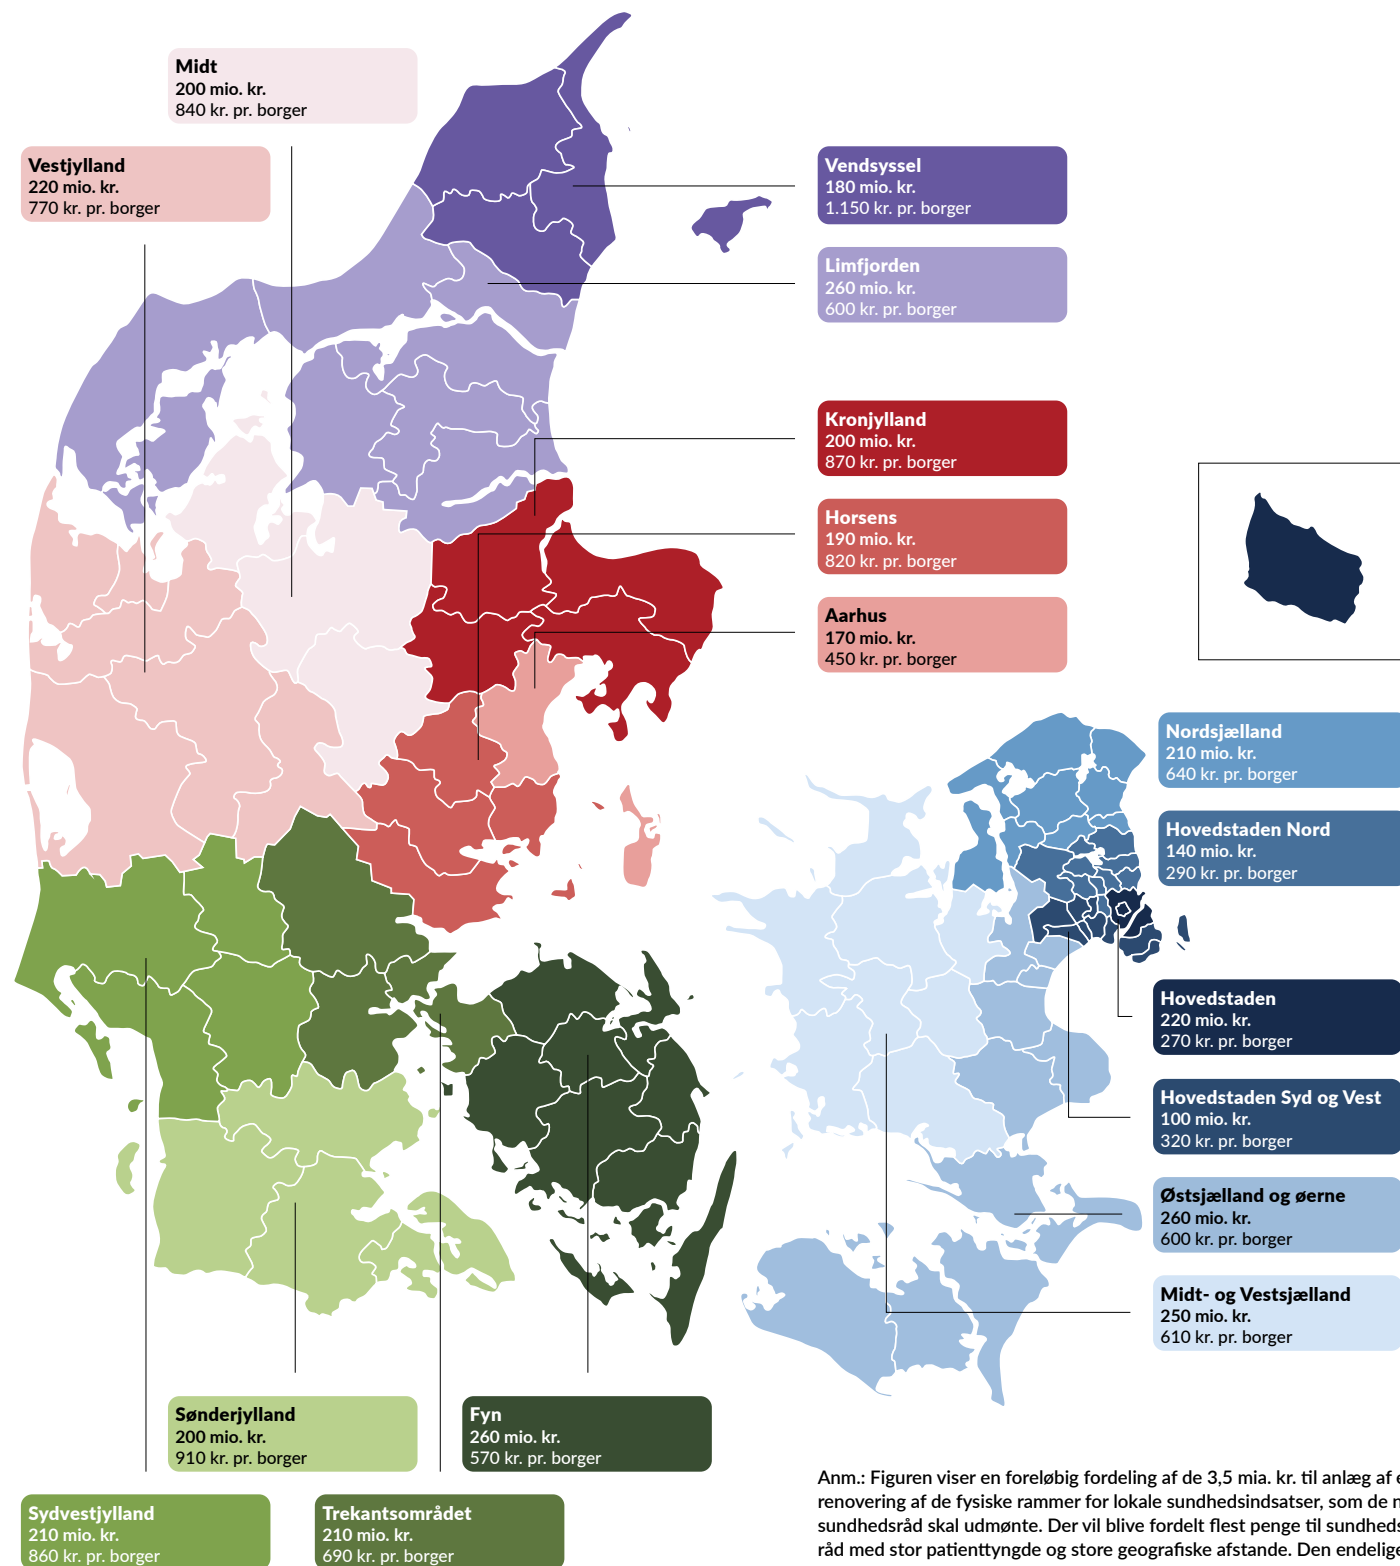 Midt
200 mio. kr.
840 kr. pr. borger
Vestjylland
220 mio. kr.
770 kr. pr. borger
Vendsyssel
180 mio. kr.
1.150 kr. pr. borger
Limfjorden
260 mio. kr.
600 kr. pr. borger
Kronjylland
200 mio. kr.
870 kr. pr. borger
Horsens
190 mio. kr.
820 kr. pr. borger
Aarhus
170 mio. kr.
450 kr. pr. borger
Nordsjælland
210 mio. kr.
640 kr. pr. borger
Hovedstaden Nord
140 mio. kr.
290 kr. pr. borger
Hovedstaden
220 mio. kr.
270 kr. pr. borger
Hovedstaden Syd og Vest
100 mio. kr.
320 kr. pr. borger
Østsjælland og øerne
260 mio. kr.
600 kr. pr. borger
Midt- og Vestsjælland
250 mio. kr.
610 kr. pr. borger
Sønderjylland
200 mio. kr.
910 kr. pr. borger
Fyn
260 mio. kr.
570 kr. pr. borger
Sydvestjylland
210 mio. kr.
860 kr. pr. borger
Trekantsområdet
210 mio. kr.
690 kr. pr. borger
Anm.: Figuren viser en foreløbig fordeling af de 3,5 mia. kr. til anlæg af
renovering af de fysiske rammer for lokale sundhedsindsatser, som de
sundhedsråd skal udmønte. Der vil blive fordelt flest penge til sundheds
råd med stor patienttyngde og store geografiske afstande. Den endelige